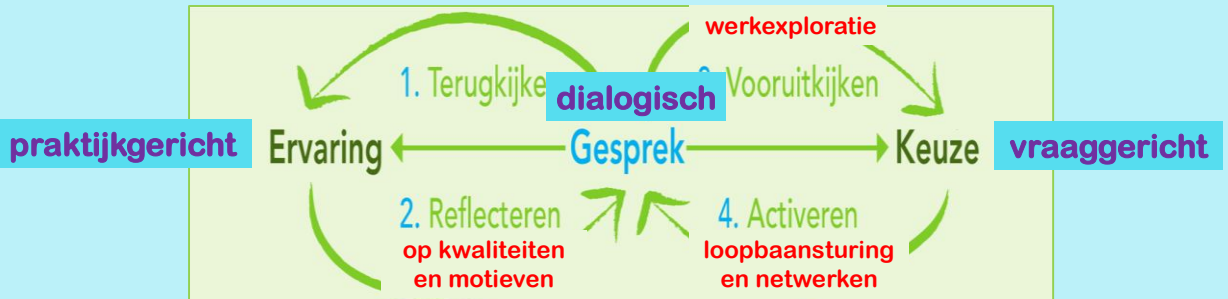 werkexploratie
1. Terugkijke
Vooruitkijken
dialogisch
praktijkgericht
Ervaring
Gesprek
Keuze
vraaggericht
2. Reflecteren
4. Activeren
op kwaliteiten
en motieven
loopbaansturing
en netwerken